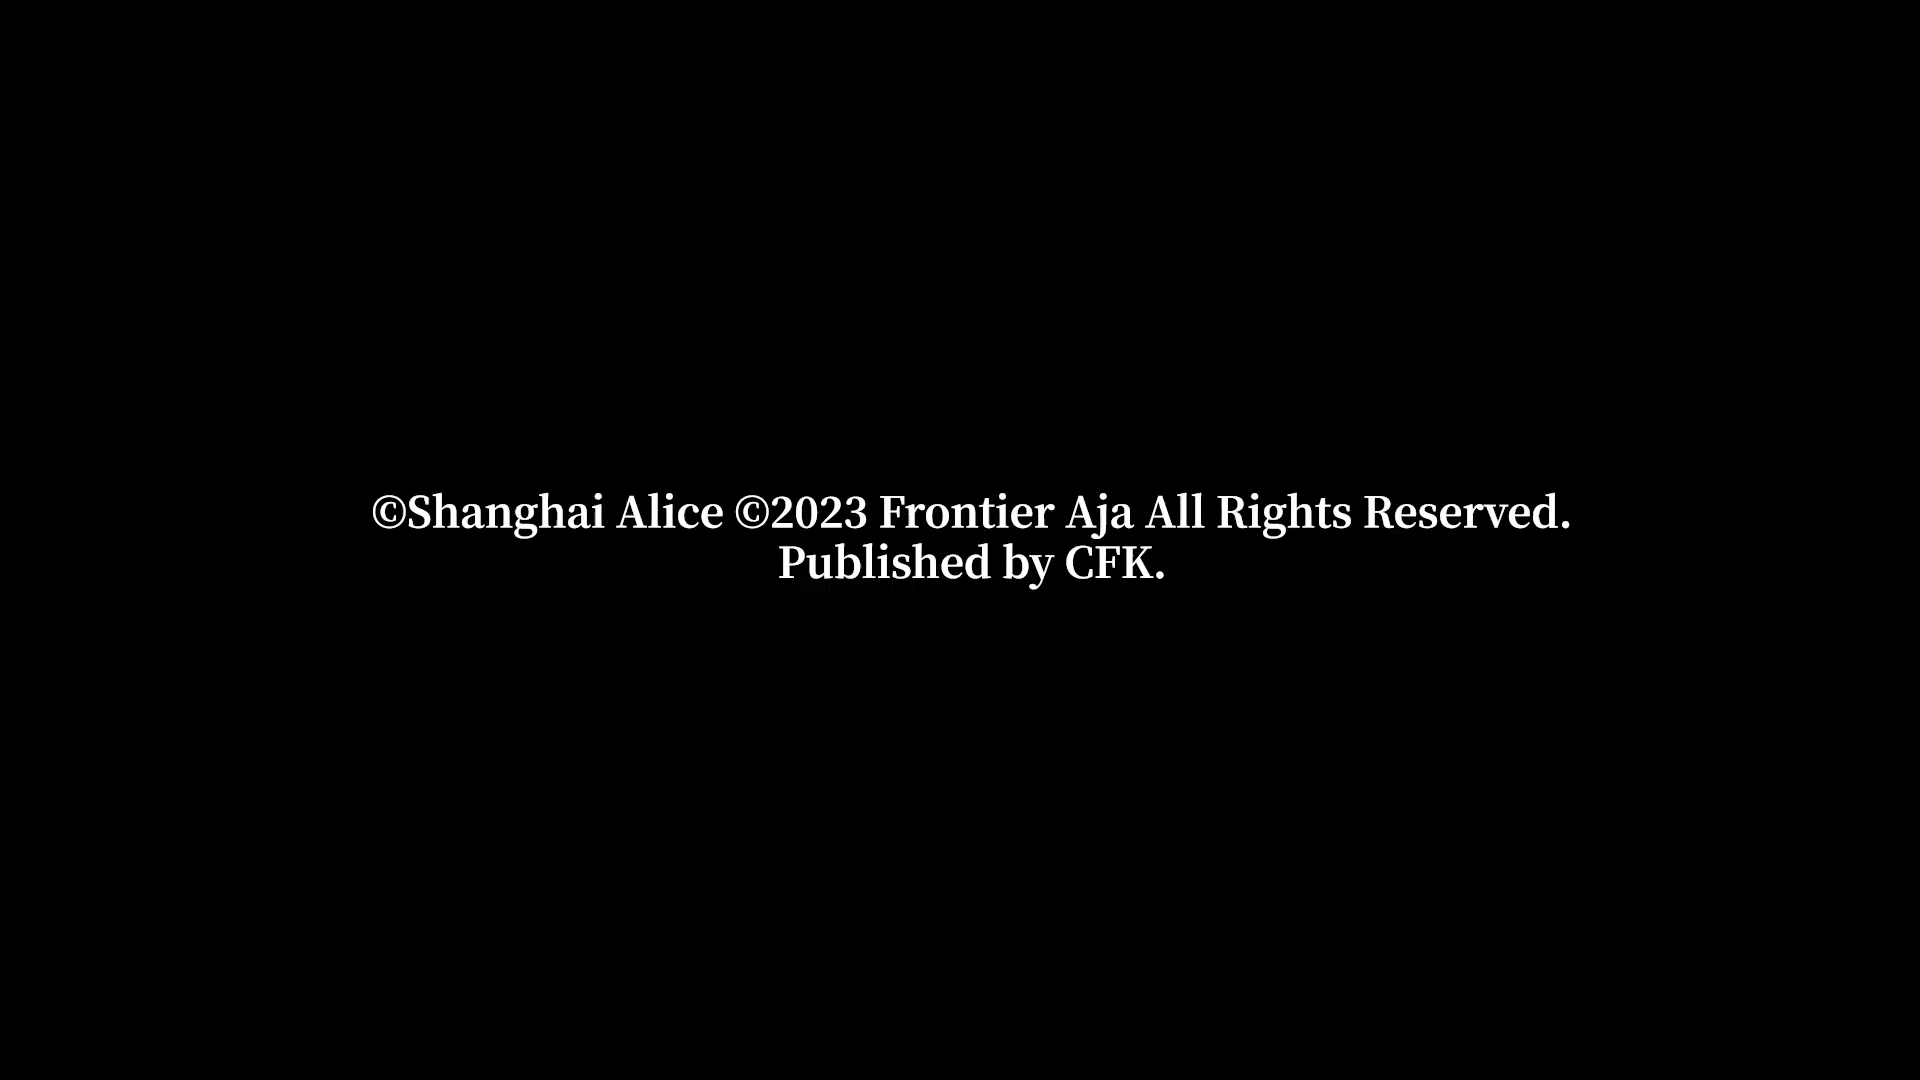 ©Shanghai Alice ©2023 Frontier Aja All Rights Reserved.
Published by CFK.